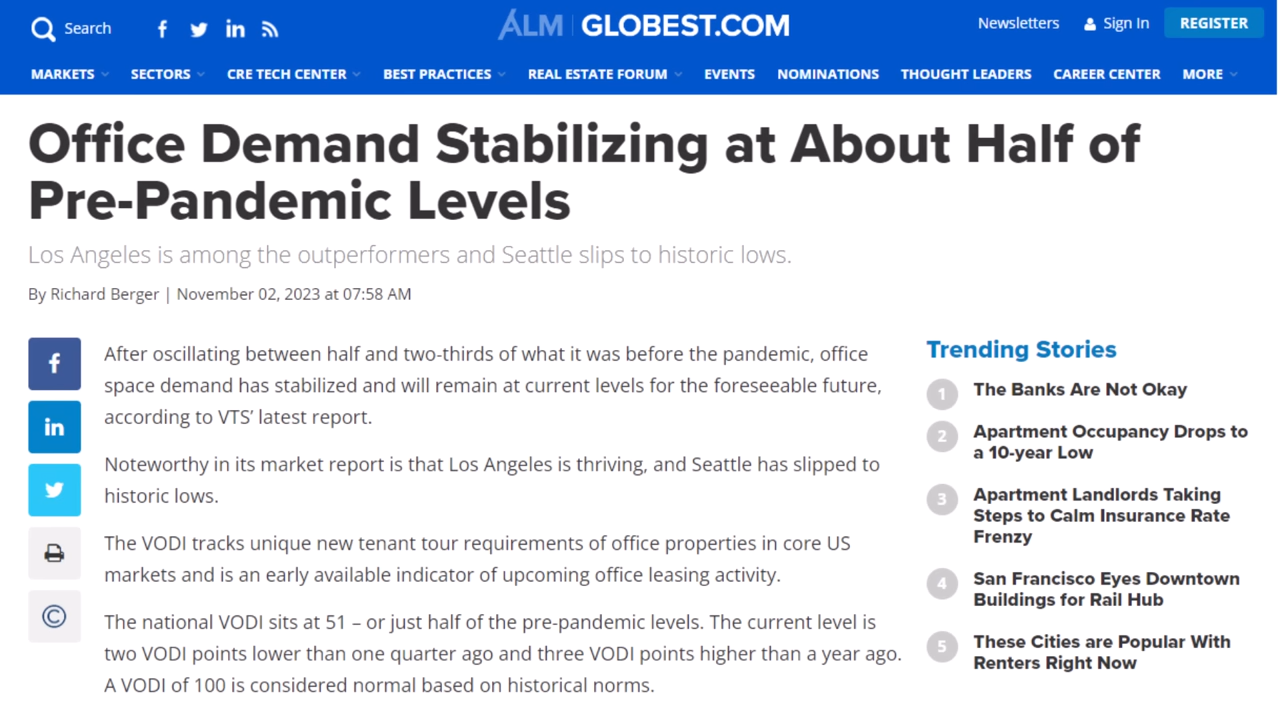 Search
ALM | GLOBEST.COM
Newsletters
Sign In
REGISTER
MARKETS
SECTORS
CRE TECH CENTER
BEST PRACTICES
REAL ESTATE FORUM
EVENTS
NOMINATIONS
THOUGHT LEADERS
CAREER CENTER
MORE
Office Demand Stabilizing at About Half of
Pre-Pandemic Levels
Los Angeles is among the outperformers and Seattle slips to historic lows.
By Richard Berger | November 02, 2023 at 07:58 AM
After oscillating between half and two-thirds of what it was before the pandemic, office
space demand has stabilized and will remain at current levels for the foreseeable future,
according to VTS’ latest report.
Noteworthy in its market report is that Los Angeles is thriving, and Seattle has slipped to
historic lows.
The VODI tracks unique new tenant tour requirements of office properties in core US
markets and is an early available indicator of upcoming office leasing activity.
The national VODI sits at 51 – or just half of the pre-pandemic levels. The current level is
two VODI points lower than one quarter ago and three VODI points higher than a year ago.
A VODI of 100 is considered normal based on historical norms.
Trending Stories
1 The Banks Are Not Okay
2 Apartment Occupancy Drops to
a 10-year Low
3 Apartment Landlords Taking
Steps to Calm Insurance Rate
Frenzy
4 San Francisco Eyes Downtown
Buildings for Rail Hub
5 These Cities are Popular With
Renters Right Now